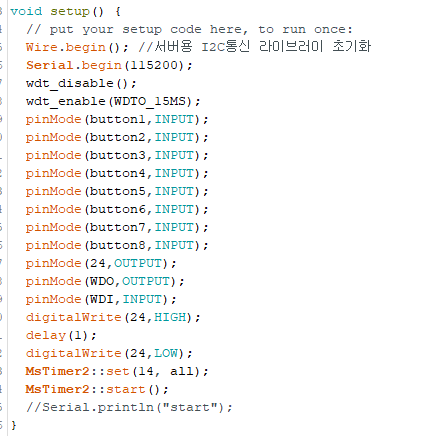 void setup() {
// put your setup code here, to run once:
Wire.begin(); //서버용 I2C통신 라이브러이 초기화
Serial.begin(115200);
wdt_disable();
wdt_enable(WDTO_15MS);
pinMode(button1,INPUT);
pinMode(button2,INPUT);
pinMode(button3,INPUT);
pinMode(button4,INPUT);
pinMode(button5,INPUT);
pinMode(button6,INPUT);
pinMode(button7,INPUT);
pinMode(button8,INPUT);
pinMode(24,OUTPUT);
pinMode(WDO,OUTPUT);
pinMode(WDI,INPUT);
digitalWrite(24,HIGH);
delay(1);
digitalWrite(24,LOW);
MsTimer2::set(14, all);
MsTimer2::start();
//Serial.println("start");
}